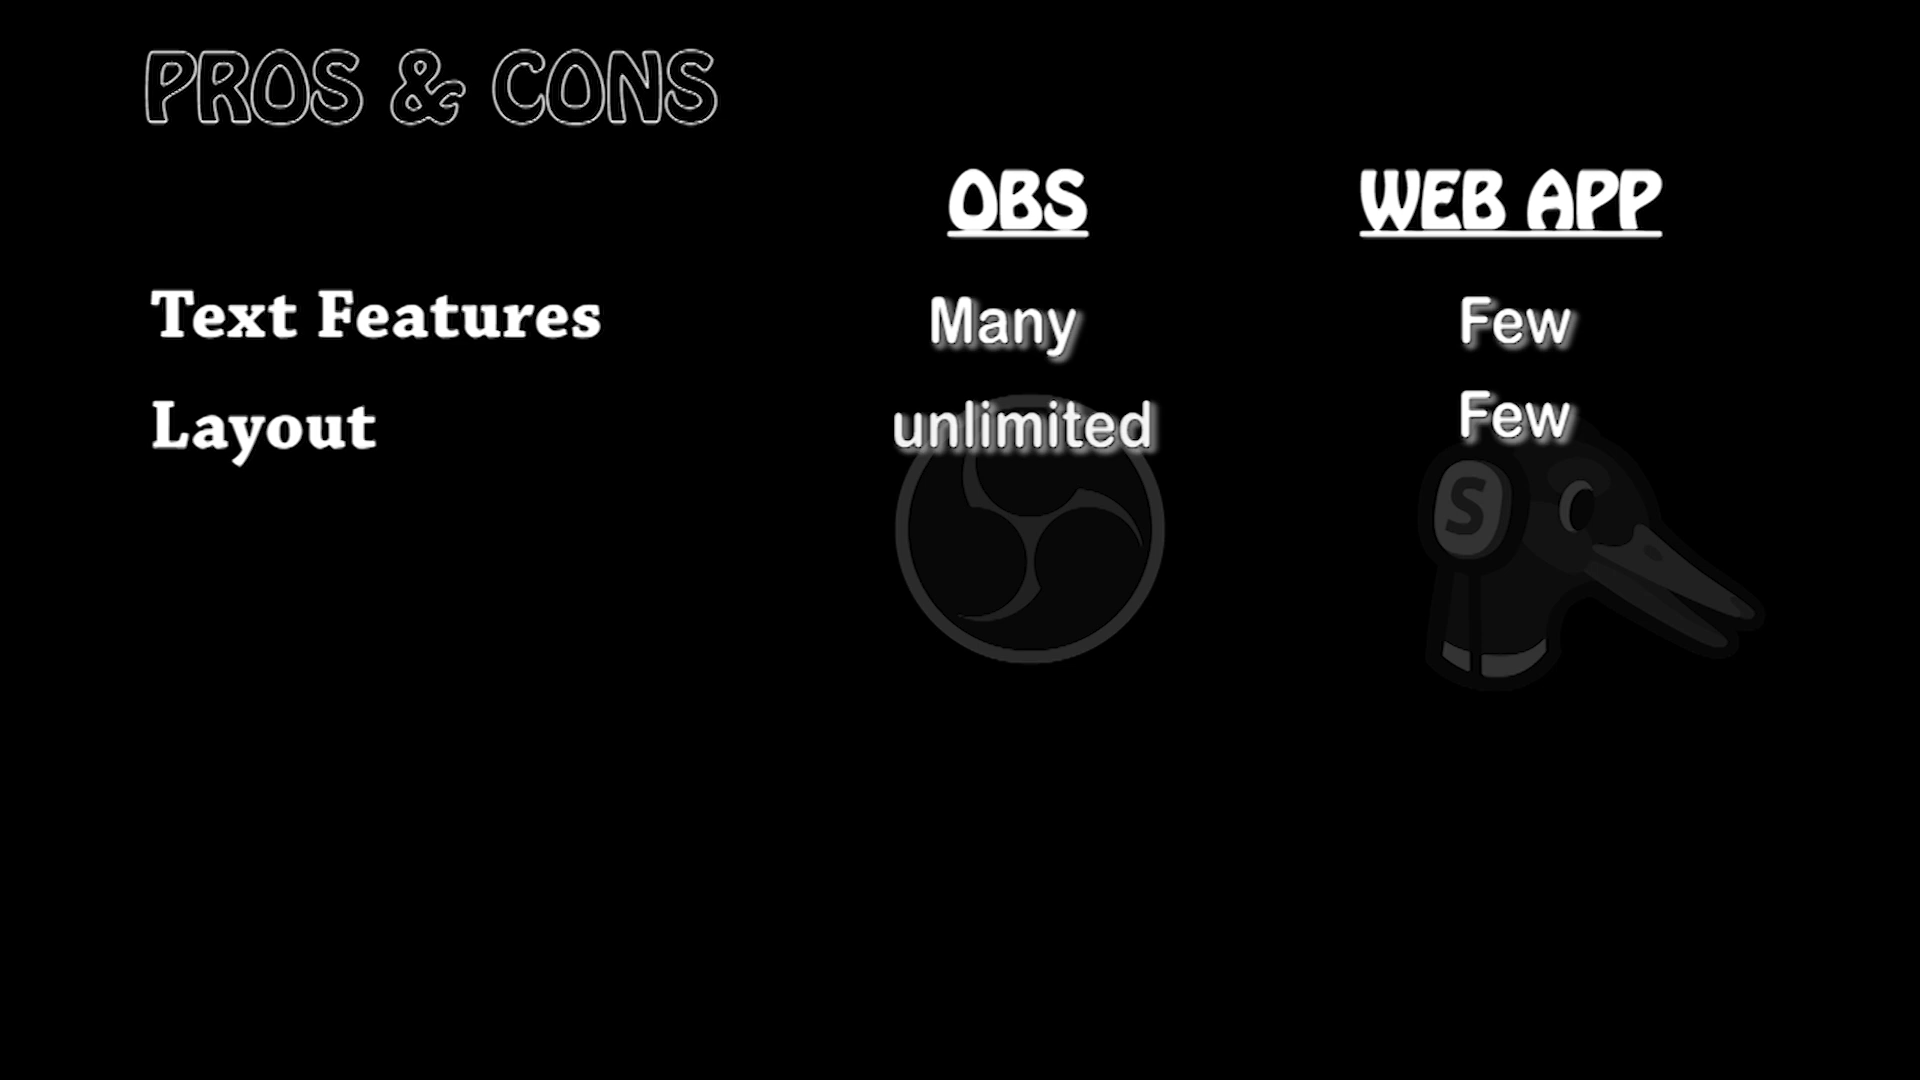 PROS & CONS
OBS WEB APP
Text Features Many Few
Layout unlimited Few
S